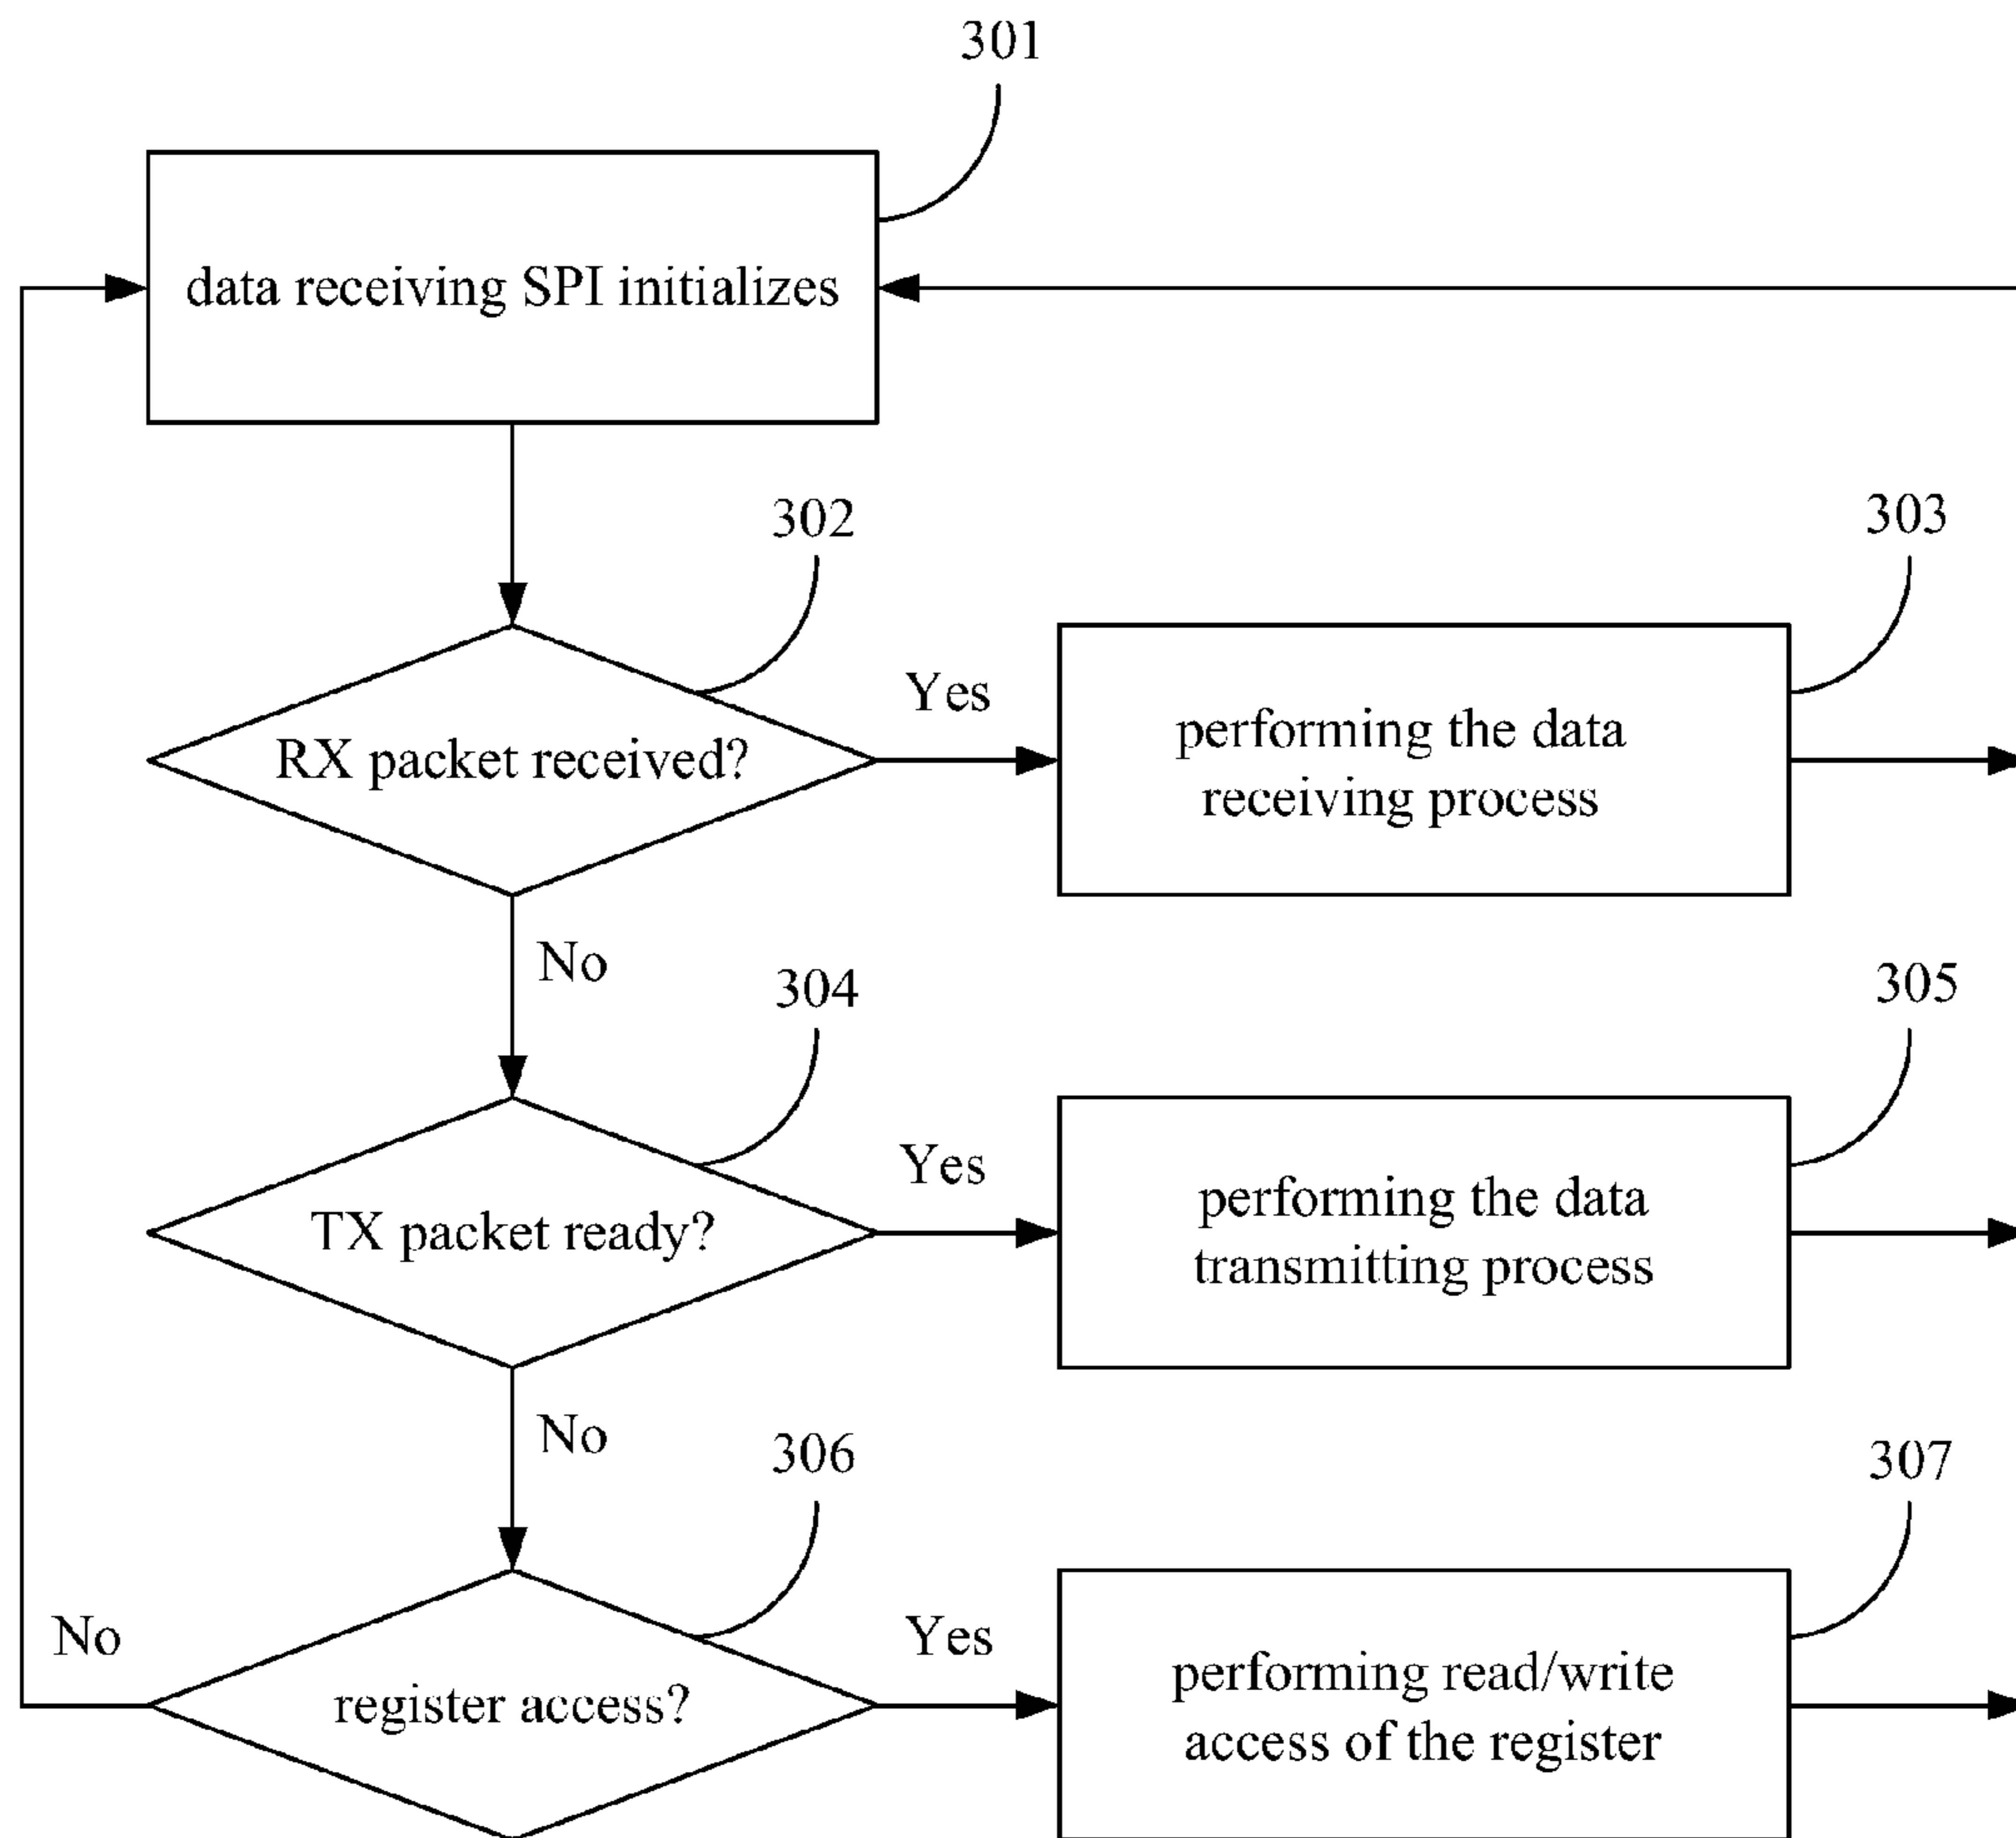 301
data receiving SPI initializes
302
303
RX packet received?
Yes
performing the data
receiving process
No
304
305
TX packet ready?
Yes
performing the data
transmitting process
No
306
307
No
register access?
Yes
performing read/write
access of the register